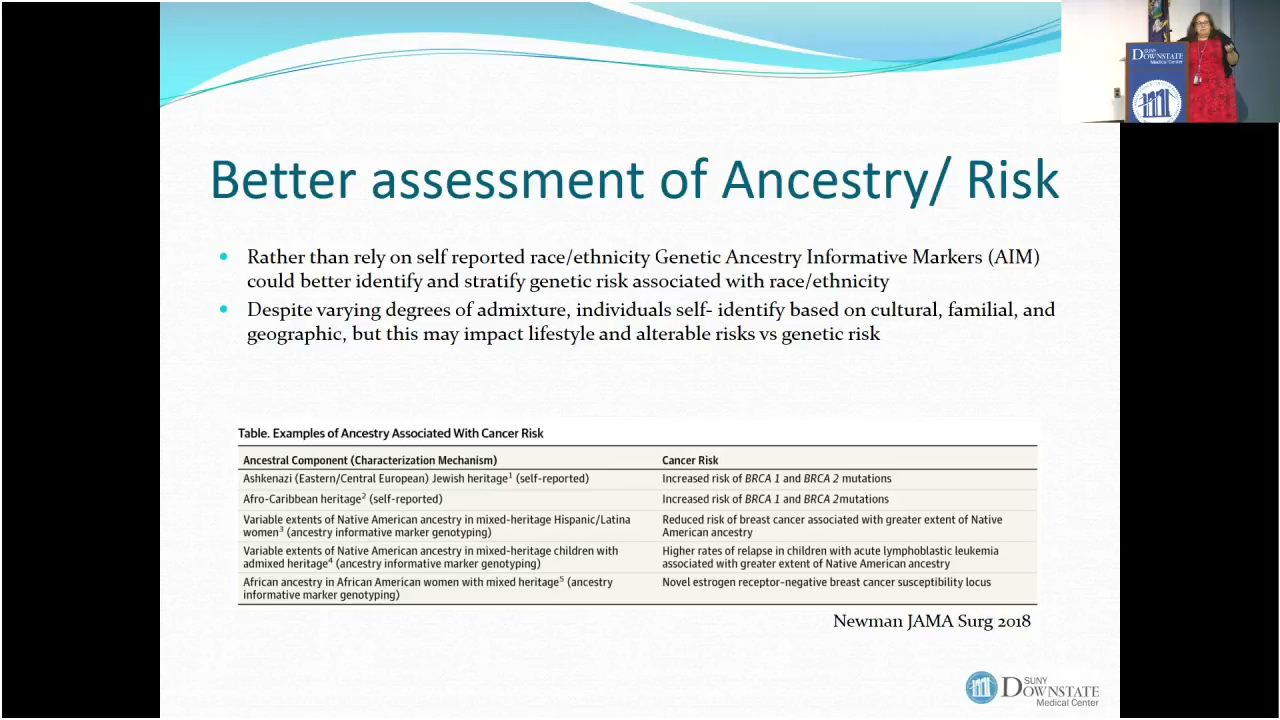 SUNY
DOWNSTATE
Medical Center
Better assessment of Ancestry/ Risk
Rather than rely on self reported race/ethnicity Genetic Ancestry Informative Markers (AIM)
could better identify and stratify genetic risk associated with race/ethnicity
Despite varying degrees of admixture, individuals self- identify based on cultural, familial, and
geographic, but this may impact lifestyle and alterable risks vs genetic risk
Table. Examples of Ancestry Associated With Cancer Risk
Ancestral Component (Characterization Mechanism) Cancer Risk
Ashkenazi (Eastern/Central European) Jewish heritage1 (self-reported) Increased risk of BRCA 1 and BRCA 2 mutations
Afro-Caribbean heritage2 (self-reported) Increased risk of BRCA 1 and BRCA 2mutations
Variable extents of Native American ancestry in mixed-heritage Hispanic/Latina Reduced risk of breast cancer associated with greater extent of Native
women3 (ancestry informative marker genotyping) American ancestry
Variable extents of Native American ancestry in mixed-heritage children with Higher rates of relapse in children with acute lymphoblastic leukemia
admixed heritage4 (ancestry informative marker genotyping) associated with greater extent of Native American ancestry
African ancestry in African American women with mixed heritage5 (ancestry Novel estrogen receptor-negative breast cancer susceptibility locus
informative marker genotyping)
Newman JAMA Surg 2018
SUNY
DOWNSTATE
Medical Center